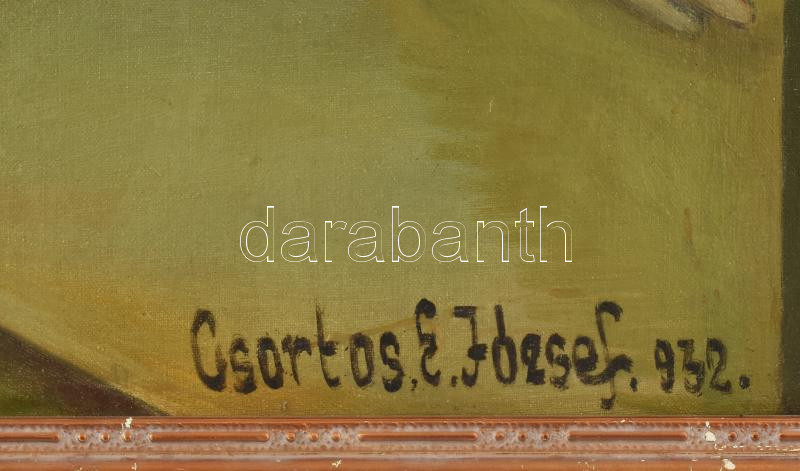 darabanth
Csortos. E. József. 932.